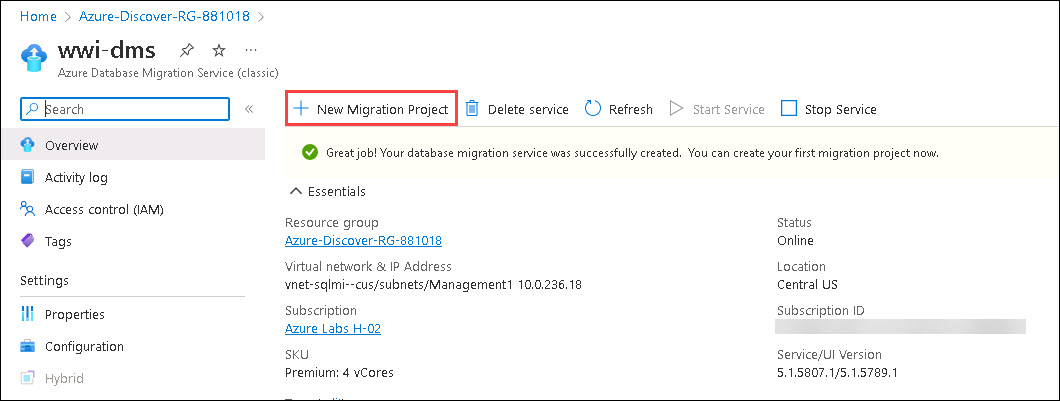 Home > Azure-Discover-RG-881018 >
wwi-dms
Azure Database Migration Service (classic)
Search
«
+ New Migration Project
Delete service
Refresh
Start Service
Stop Service
Overview
Great job! Your database migration service was successfully created. You can create your first migration project now.
Activity log
Essentials
Access control (IAM)
Resource group
Status
Tags
Azure-Discover-RG-881018
Online
Virtual network & IP Address
Location
Settings
vnet-sqlmi--cus/subnets/Management1 10.0.236.18
Central US
Properties
Subscription
Subscription ID
Azure Labs H-02
Configuration
SKU
Service/UI Version
Hybrid
Premium: 4 vCores
5.1.5807.1/5.1.5789.1